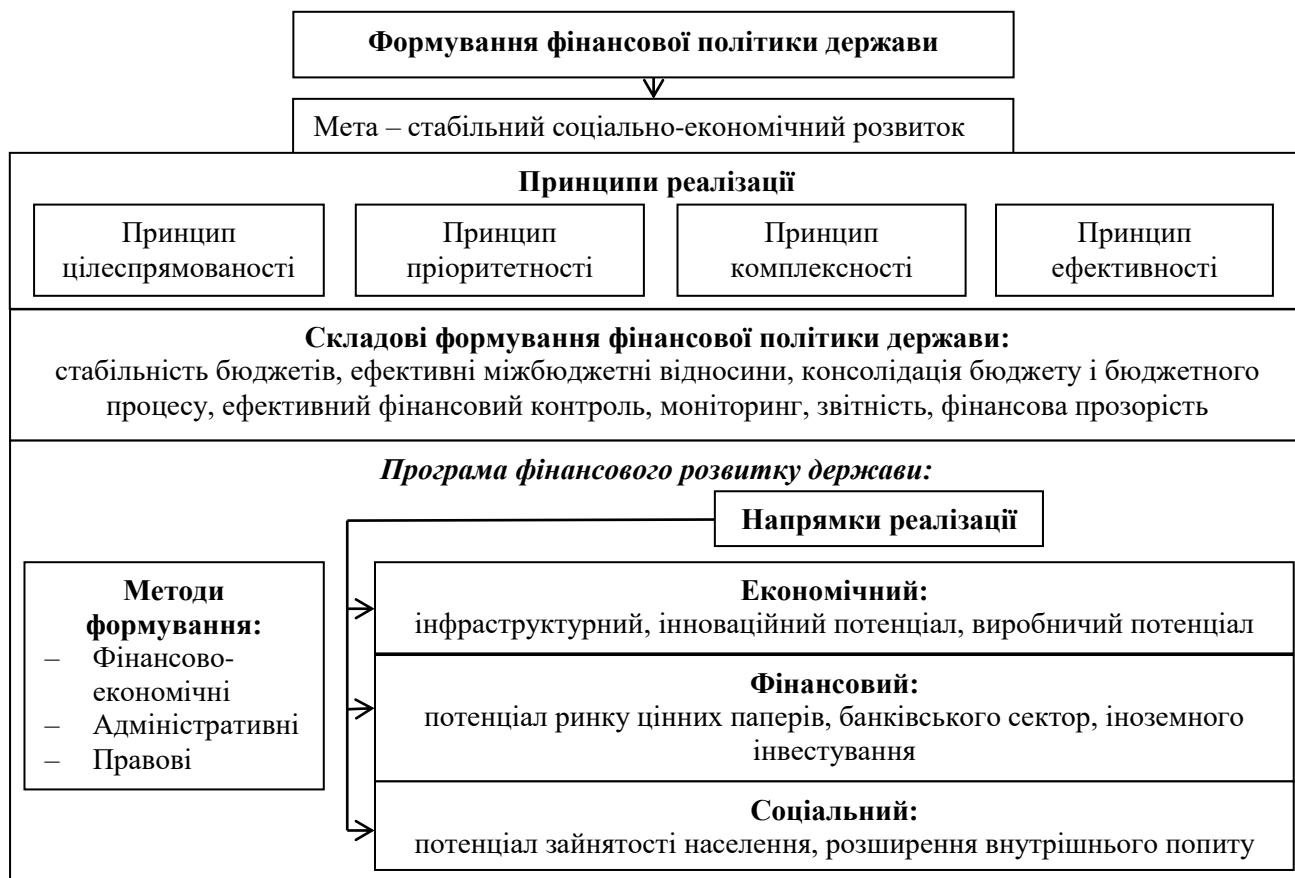 Формування фінансової політики держави
Мета – стабільний соціально-економічний розвиток
Принципи реалізації
Принцип
цілеспрямованості
Принцип
пріоритетності
Принцип
комплексності
Принцип
ефективності
Складові формування фінансової політики держави:
стабільність бюджетів, ефективні міжбюджетні відносини, консолідація бюджету і бюджетного
процесу, ефективний фінансовий контроль, моніторинг, звітність, фінансова прозорість
Програма фінансового розвитку держави:
Напрямки реалізації
Методи
формування:
– Фінансово-
економічні
– Адміністративні
– Правові
Економічний:
інфраструктурний, інноваційний потенціал, виробничий потенціал
Фінансовий:
потенціал ринку цінних паперів, банківського сектор, іноземного
інвестування
Соціальний:
потенціал зайнятості населення, розширення внутрішнього попиту